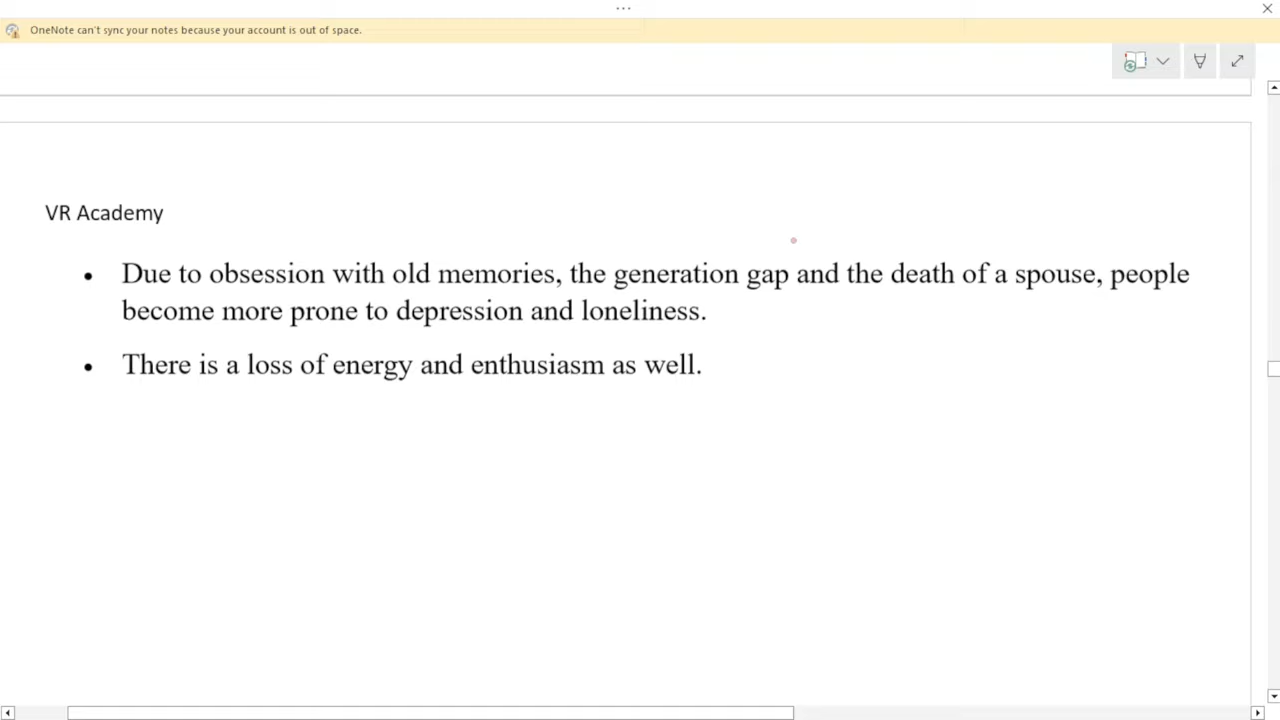 OneNote can't sync your notes because your account is out of space.
VR Academy
• Due to obsession with old memories, the generation gap and the death of a spouse, people
become more prone to depression and loneliness.
• There is a loss of energy and enthusiasm as well.